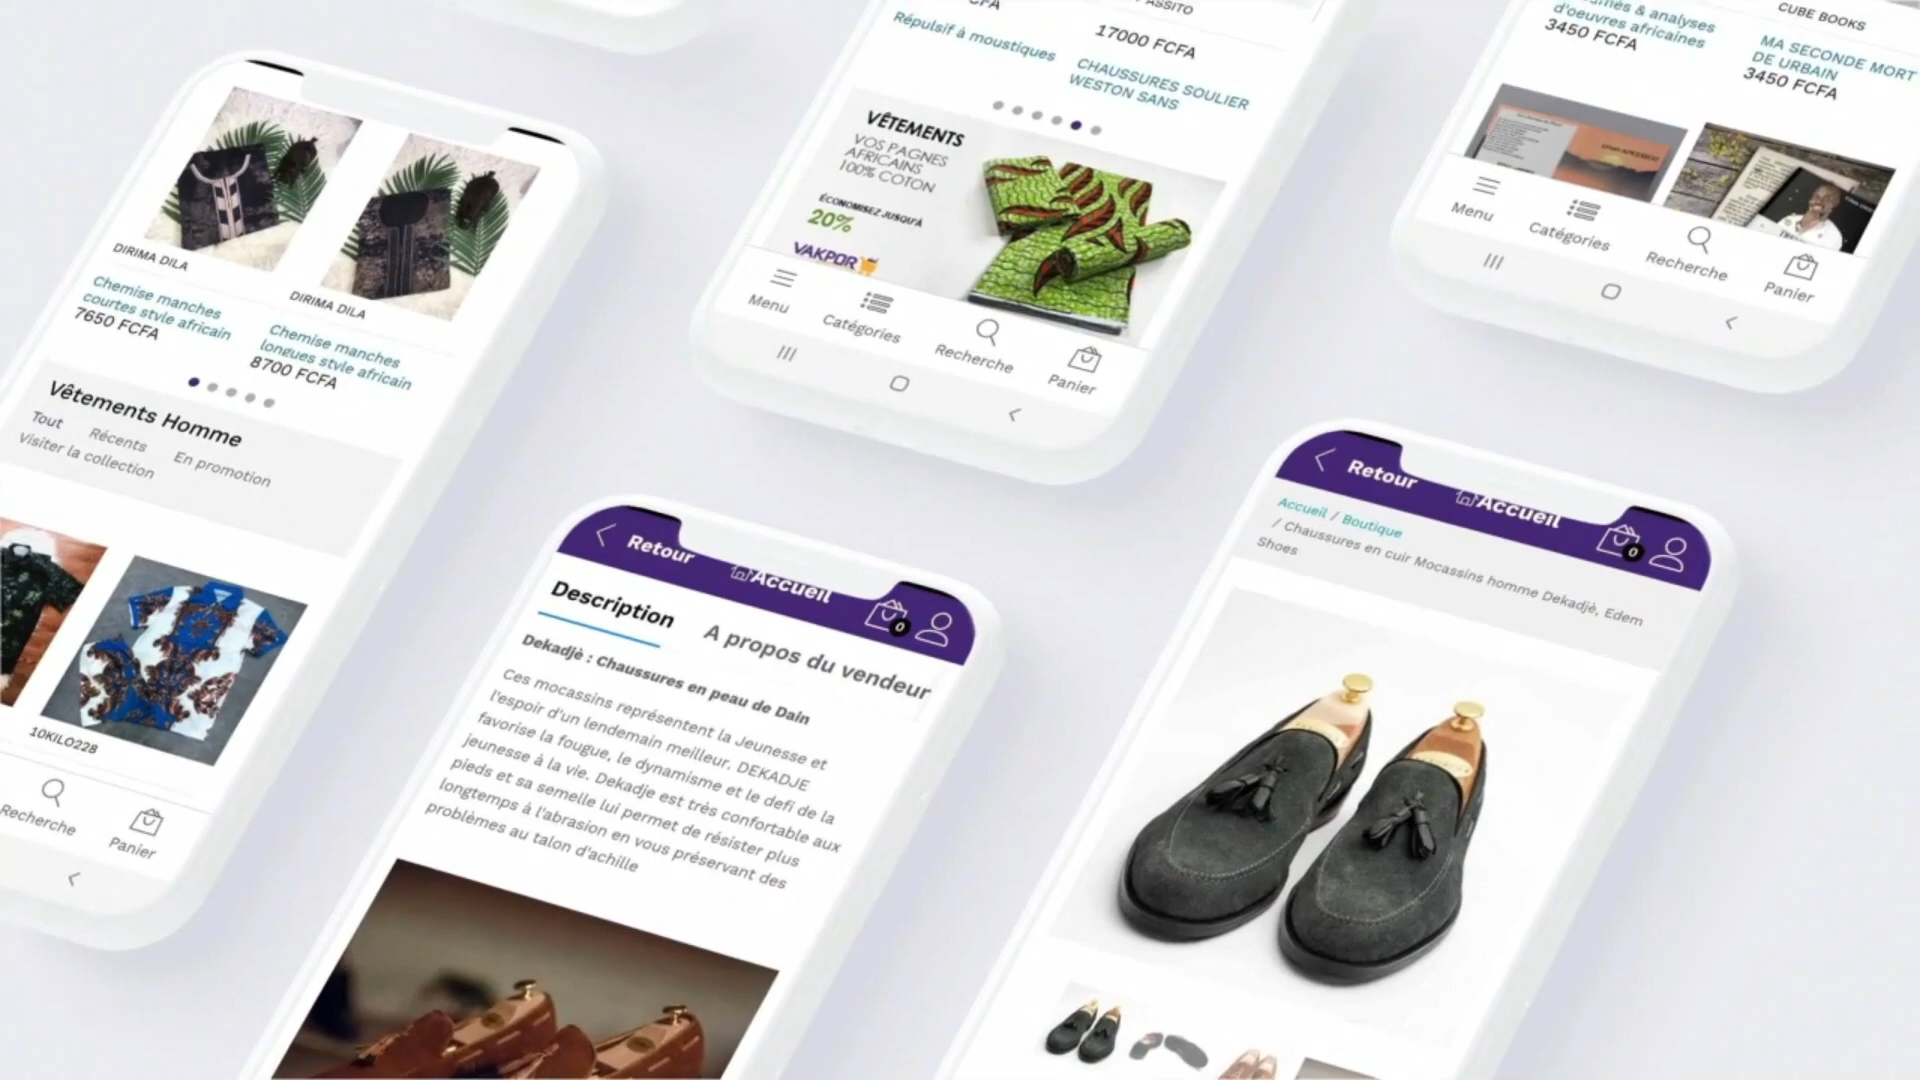 DIRIMA DILA
Chemise manches
courtes style africain
7650 FCFA
DIRIMA DILA
Chemise manches
longues style africain
8700 FCFA
Vêtements Homme
Tout
Récents
En promotion
Visiter la collection
10KILO228
Recherche
Panier
Répulsif à moustiques
17000 FCFA
CHAUSSURES SOULIER
WESTON SANS
VÊTEMENTS
VOS PAGNES
AFRICAINS
100% COTON
ÉCONOMISEZ JUSQU'À
20%
VAKPOR
Menu
Catégories
Recherche
Panier
& analyses
d'oeuvres africaines
3450 FCFA
CUBE BOOKS
MA SECONDE MORT
DE URBAIN
3450 FCFA
Menu
Catégories
Recherche
Panier
Retour
Accueil
0
Description
A propos du vendeur
Dekadjè : Chaussures en peau de Dain
Ces mocassins représentent la Jeunesse et
l'espoir d'un lendemain meilleur. DEKADJE
favorise la fougue, le dynamisme et le defi de la
jeunesse à la vie. Dekadje est très confortable aux
pieds et sa semelle lui permet de résister plus
longtemps à l'abrasion en vous préservant des
problèmes au talon d'achille
Retour
Accueil
0
Accueil / Boutique
/ Chaussures en cuir Mocassins homme Dekadjè, Edem
Shoes